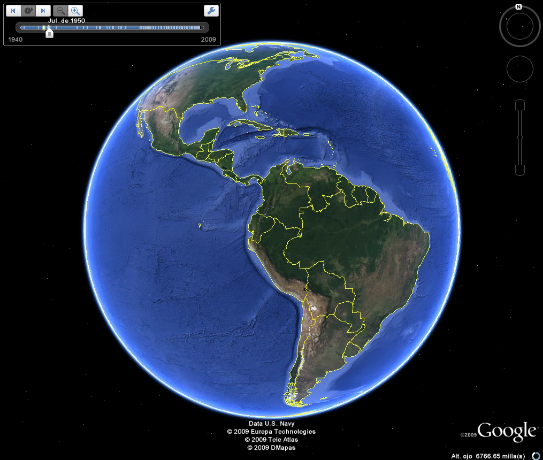 Jul. de 1950
1940 2009
N
Data U.S. Navy
© 2009 Europa Technologies
© 2009 Tele Atlas
© 2009 DMapas
©2009 Google
Alt. ojo 6766.65 milla(s)